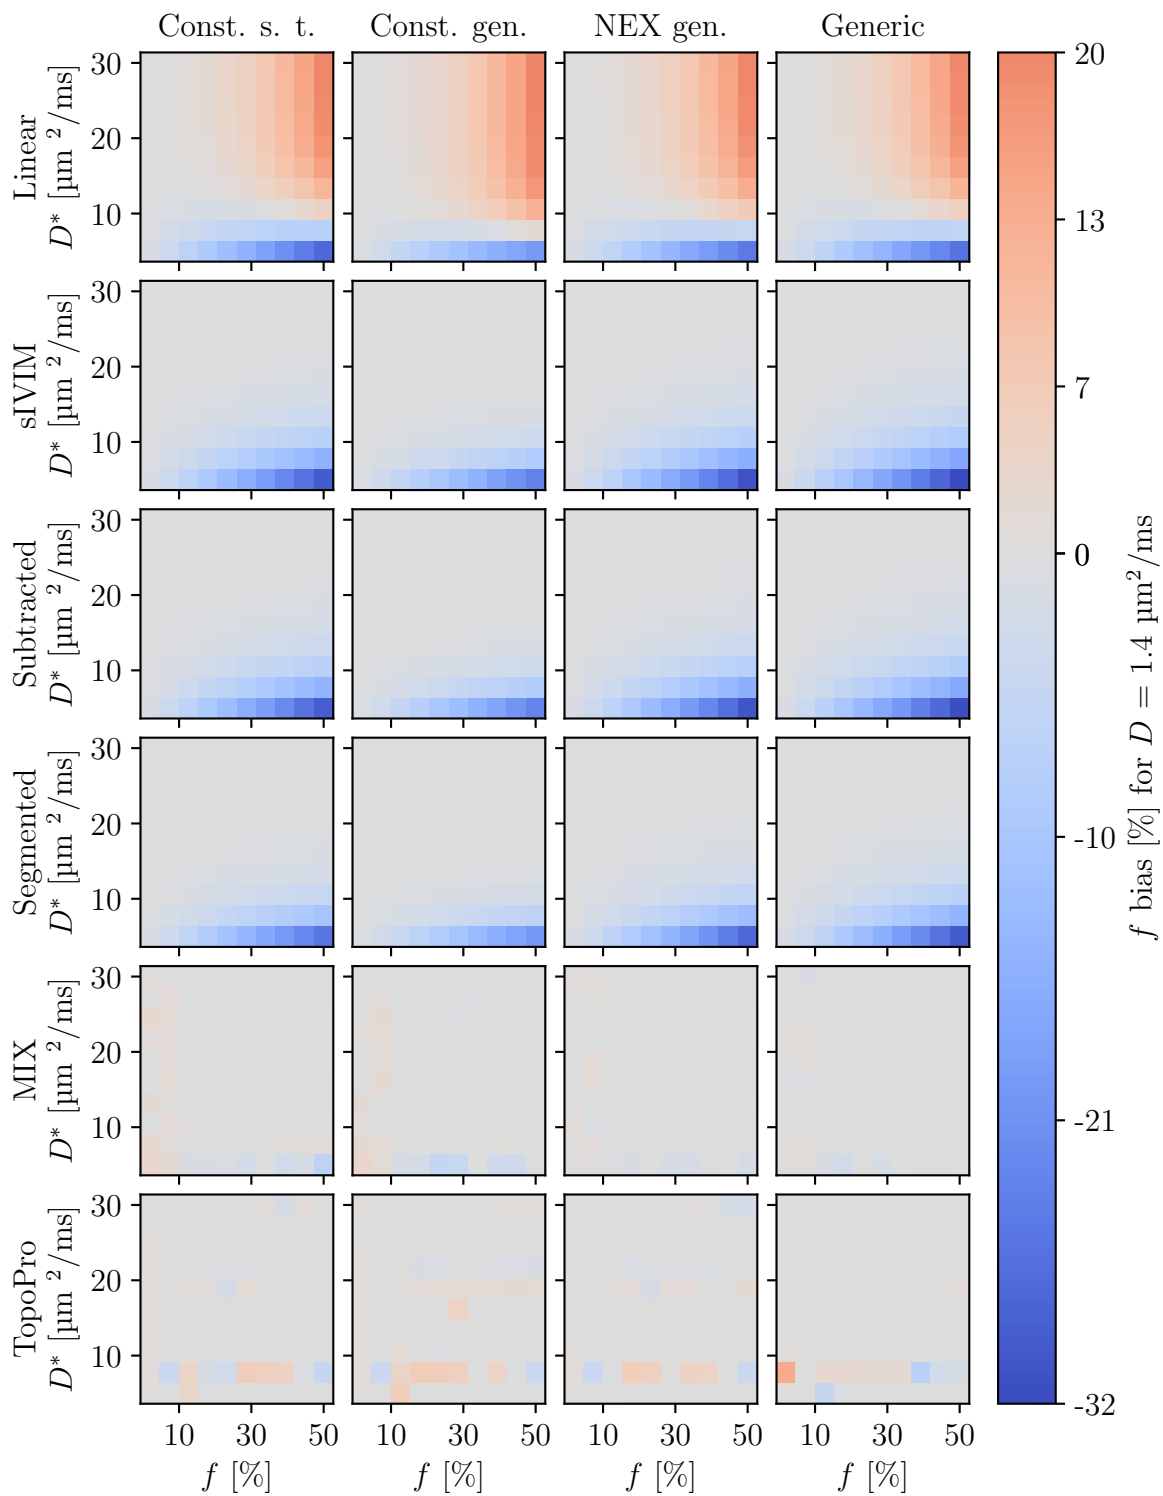 Const. s. t. Const. gen. NEX gen. Generic
Linear
D* [µm ²/ms]
30
20
10
sIVIM
D* [µm ²/ms]
30
20
10
Subtracted
D* [µm ²/ms]
30
20
10
Segmented
D* [µm ²/ms]
30
20
10
MIX
D* [µm ²/ms]
30
20
10
TopoPro
D* [µm ²/ms]
30
20
10
10 30 50 10 30 50 10 30 50 10 30 50
f [%] f [%] f [%] f [%]
20
13
7
0
-10
-21
-32
f bias [%] for D = 1.4 µm²/ms